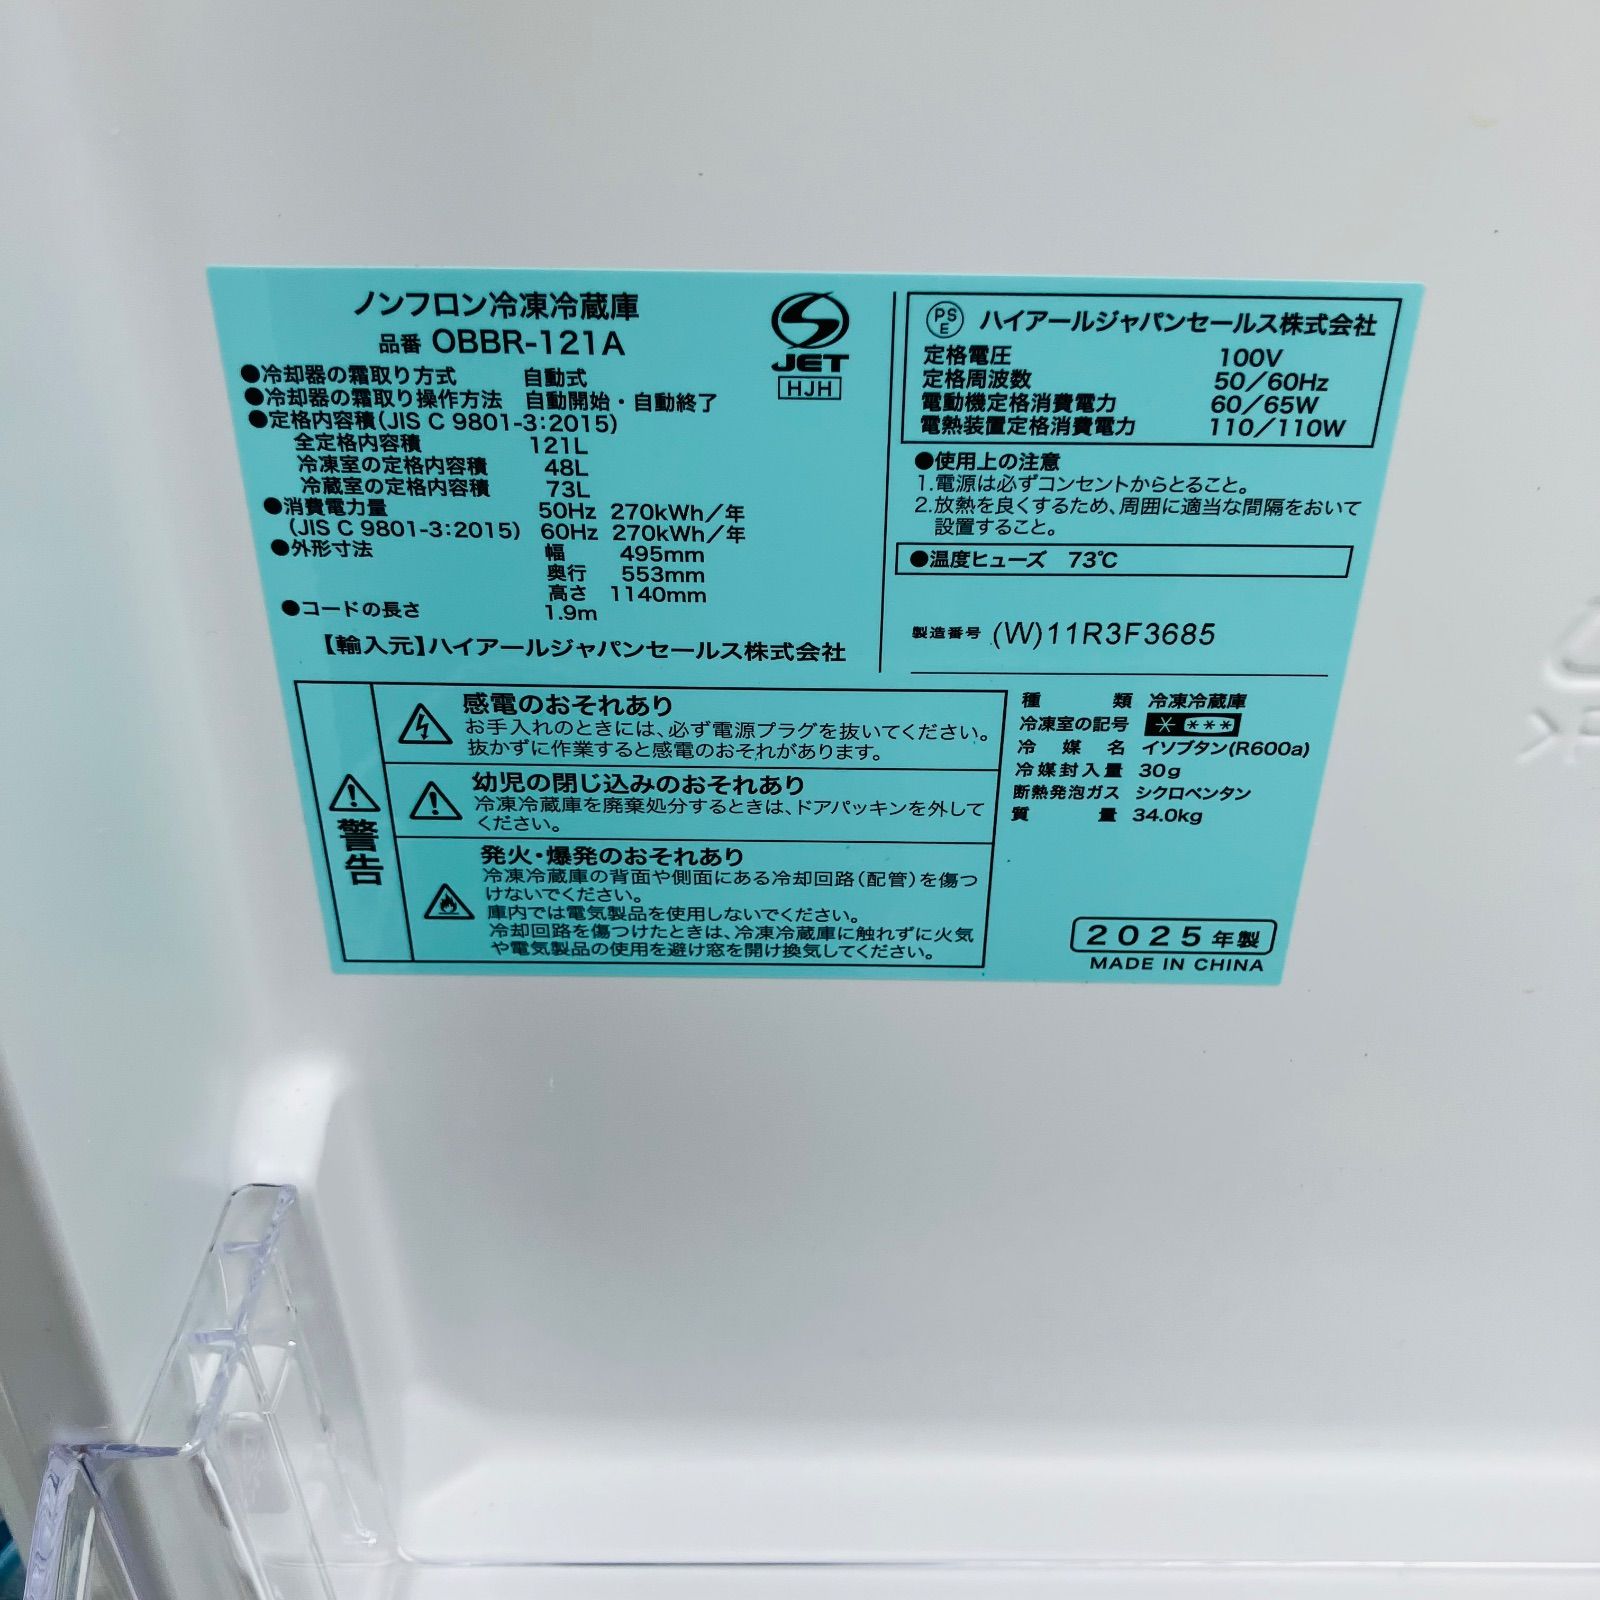 ノンフロン冷凍冷蔵庫
品番 OBBR-121A
●冷却器の霜取り方式 自動式
●冷却器の霜取り操作方法 自動開始・自動終了
●定格内容積(JIS C 9801-3:2015)
全定格内容積 121L
冷凍室の定格内容積 48L
冷蔵室の定格内容積 73L
●消費電力量 50Hz 270kWh／年
(JIS C 9801-3:2015) 60Hz 270kWh／年
●外形寸法 幅 495mm
奥行 553mm
高さ 1140mm
●コードの長さ 1.9m
【輸入元】ハイアールジャパンセールス株式会社
JET
HJH
PS
E
ハイアールジャパンセールス株式会社
定格電圧 100V
定格周波数 50／60Hz
電動機定格消費電力 60／65W
電熱装置定格消費電力 110／110W
●使用上の注意
1.電源は必ずコンセントからとること。
2.放熱を良くするため、周囲に適当な間隔をおいて
設置すること。
●温度ヒューズ 73℃
製造番号 (W)11R3F3685
警告
感電のおそれあり
お手入れのときには、必ず電源プラグを抜いてください。
抜かずに作業すると感電のおそれがあります。
幼児の閉じ込みのおそれあり
冷凍冷蔵庫を廃棄処分するときは、ドアパッキンを外して
ください。
発火・爆発のおそれあり
冷凍冷蔵庫の背面や側面にある冷却回路(配管)を傷つ
けないでください。
庫内では電気製品を使用しないでください。
冷却回路を傷つけたときは、冷凍冷蔵庫に触れずに火気
や電気製品の使用を避け窓を開け換気してください。
種類 冷凍冷蔵庫
冷凍室の記号 * ***
冷媒名 イソブタン(R600a)
冷媒封入量 30g
断熱発泡ガス シクロペンタン
質量 34.0kg
2025年製
MADE IN CHINA